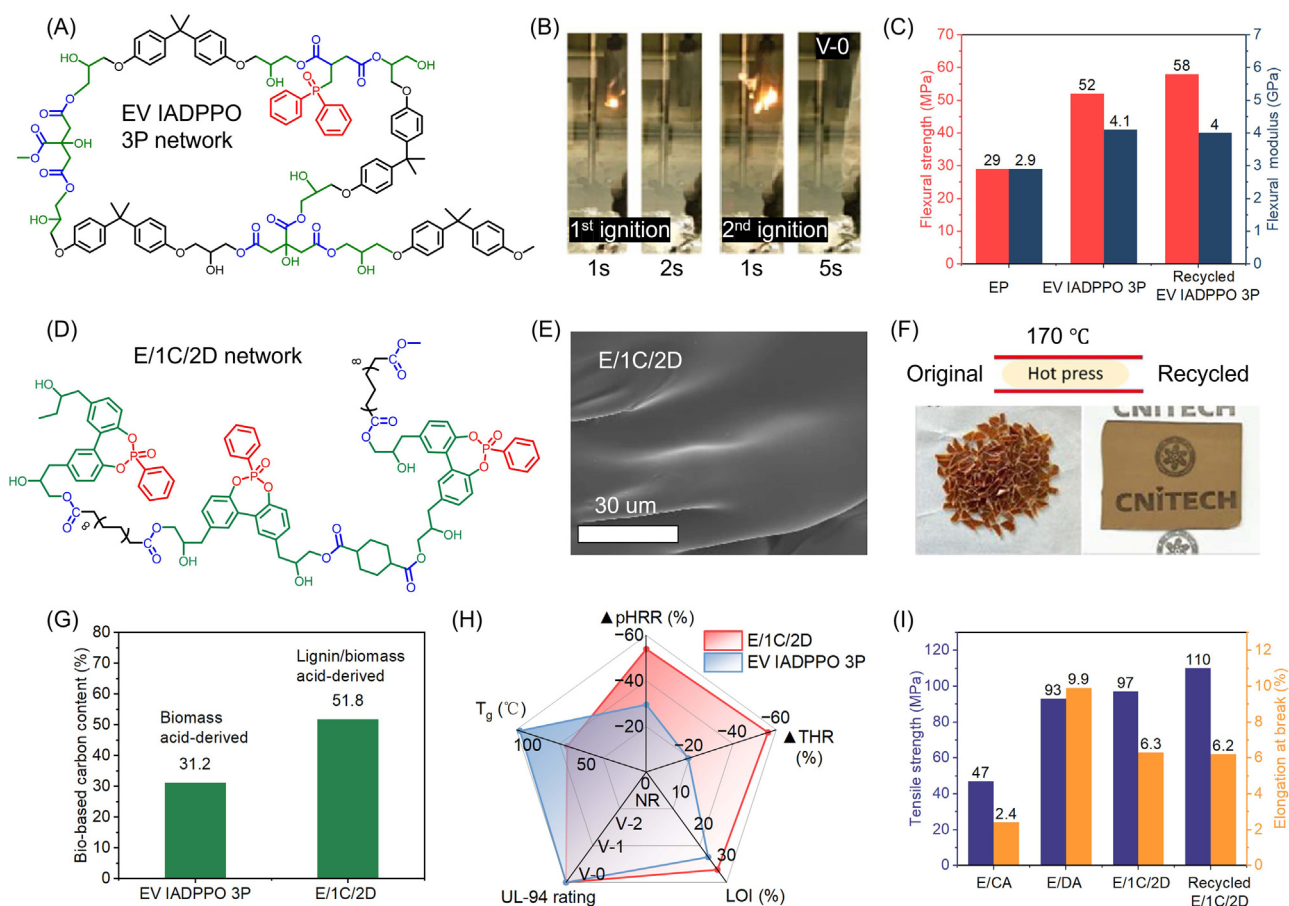 (A)
OH
O
EV IADPPO
3P network
(B)
V-0
1st ignition
2nd ignition
1s
2s
1s
5s
(C)
Flexural strength (MPa)
70
60
50
40
30
20
10
0
29
2.9
52
4.1
58
4
7
6
5
4
3
2
1
0
Flexural modulus (GPa)
EP
EV IADPPO 3P
Recycled
EV IADPPO 3P
(D)
E/1C/2D network
(E)
E/1C/2D
30 um
(F)
170 ℃
Original
Hot press
Recycled
CNITECH
CNiTECH
(G)
Bio-based carbon content (%)
80
70
60
50
40
30
20
10
0
Biomass
acid-derived
31.2
Lignin/biomass
acid-derived
51.8
EV IADPPO 3P
E/1C/2D
(H)
▲pHRR (%)
E/1C/2D
EV IADPPO 3P
−60
−40
−20
Tg (℃)
100
50
−60
−40
−20
▲THR
(%)
0
NR
V-2
V-1
V-0
10
20
30
UL-94 rating
LOI (%)
(I)
Tensile strength (MPa)
120
100
80
60
40
20
0
47
2.4
93
9.9
97
6.3
110
6.2
12
10
8
6
4
2
0
Elongation at break (%)
E/CA
E/DA
E/1C/2D
Recycled
E/1C/2D